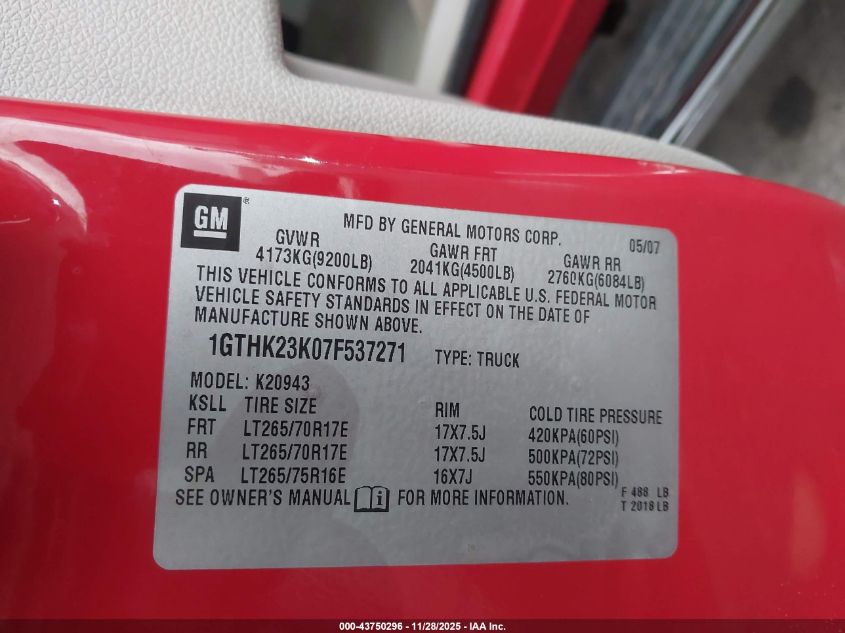 GM®
MFD BY GENERAL MOTORS CORP. 05/07
GVWR GAWR FRT GAWR RR
4173KG(9200LB) 2041KG(4500LB) 2760KG(6084LB)
THIS VEHICLE CONFORMS TO ALL APPLICABLE U.S. FEDERAL MOTOR
VEHICLE SAFETY STANDARDS IN EFFECT ON THE DATE OF
MANUFACTURE SHOWN ABOVE.
1GTHK23K07F537271 TYPE: TRUCK
MODEL: K20943
KSLL TIRE SIZE RIM COLD TIRE PRESSURE
FRT LT265/70R17E 17X7.5J 420KPA(60PSI)
RR LT265/70R17E 17X7.5J 500KPA(72PSI)
SPA LT265/75R16E 16X7J 550KPA(80PSI)
SEE OWNER'S MANUAL i FOR MORE INFORMATION.
F 488 LB
T 2018 LB
000-43750296 - 11/28/2025 - IAA Inc.